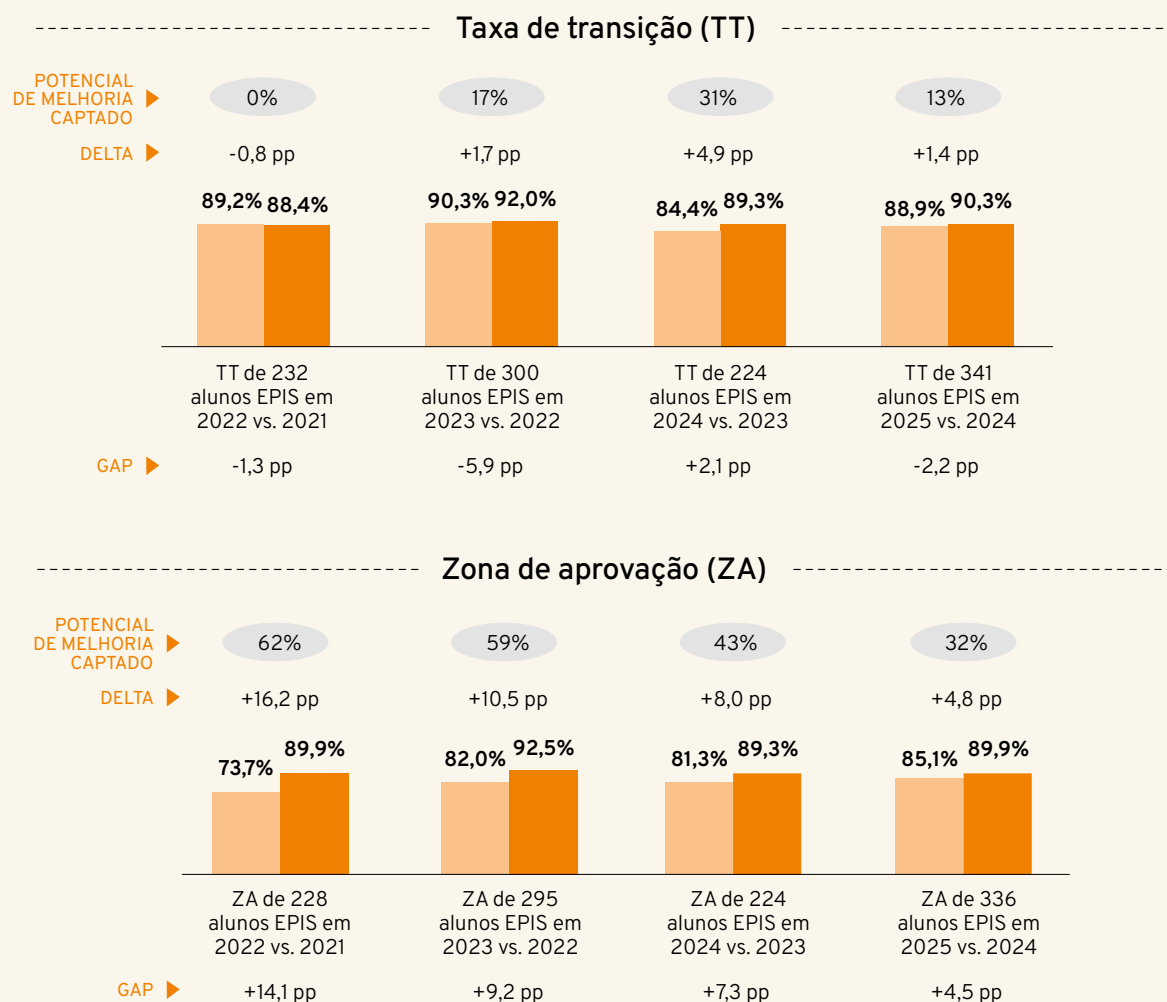 Taxa de transição (TT)
POTENCIAL
DE MELHORIA
CAPTADO
0% 17% 31% 13%
DELTA -0,8 pp +1,7 pp +4,9 pp +1,4 pp
89,2% 88,4% 90,3% 92,0% 84,4% 89,3% 88,9% 90,3%
TT de 232 TT de 300 TT de 224 TT de 341
alunos EPIS em alunos EPIS em alunos EPIS em alunos EPIS em
2022 vs. 2021 2023 vs. 2022 2024 vs. 2023 2025 vs. 2024
GAP -1,3 pp -5,9 pp +2,1 pp -2,2 pp
Zona de aprovação (ZA)
POTENCIAL
DE MELHORIA
CAPTADO
62% 59% 43% 32%
DELTA +16,2 pp +10,5 pp +8,0 pp +4,8 pp
73,7% 89,9% 82,0% 92,5% 81,3% 89,3% 85,1% 89,9%
ZA de 228 ZA de 295 ZA de 224 ZA de 336
alunos EPIS em alunos EPIS em alunos EPIS em alunos EPIS em
2022 vs. 2021 2023 vs. 2022 2024 vs. 2023 2025 vs. 2024
GAP +14,1 pp +9,2 pp +7,3 pp +4,5 pp